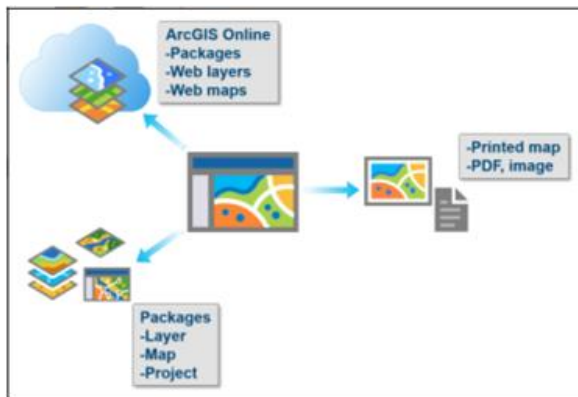 ArcGIS Online
-Packages
-Web layers
-Web maps
-Printed map
-PDF, image
Packages
-Layer
-Map
-Project